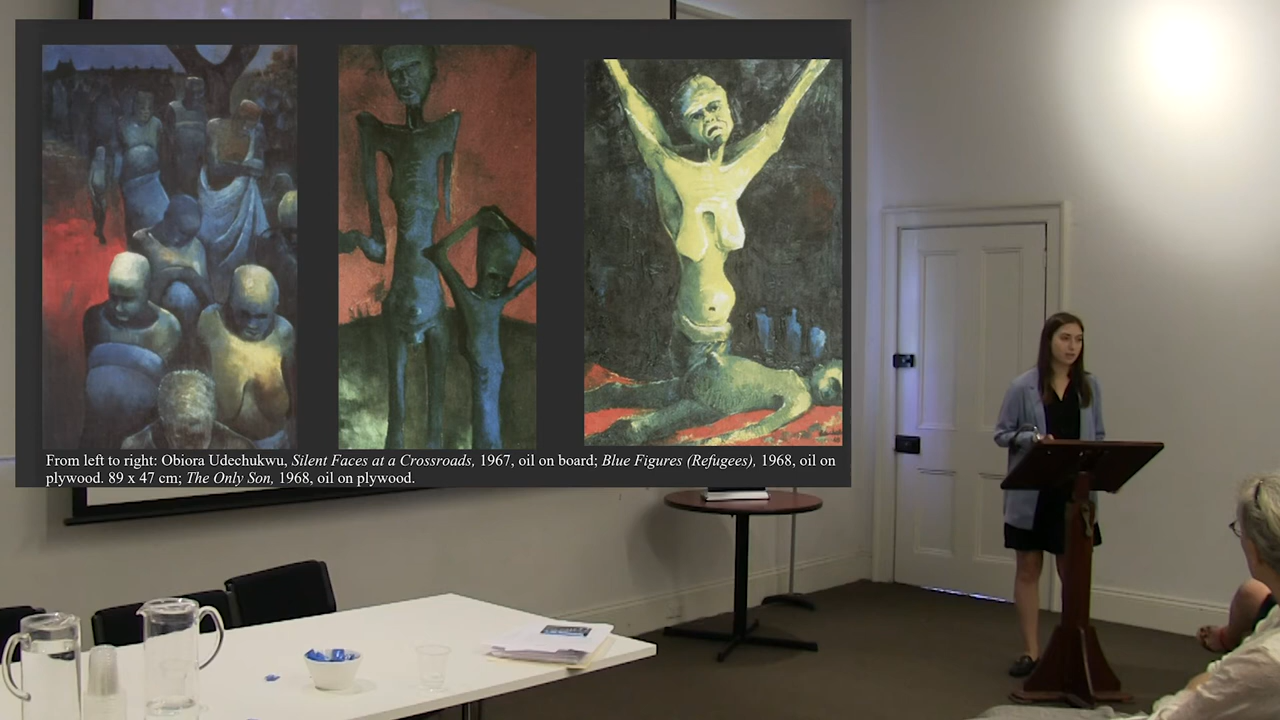 From left to right: Obiora Udechukwu, Silent Faces at a Crossroads, 1967, oil on board; Blue Figures (Refugees), 1968, oil on
plywood. 89 x 47 cm; The Only Son, 1968, oil on plywood.